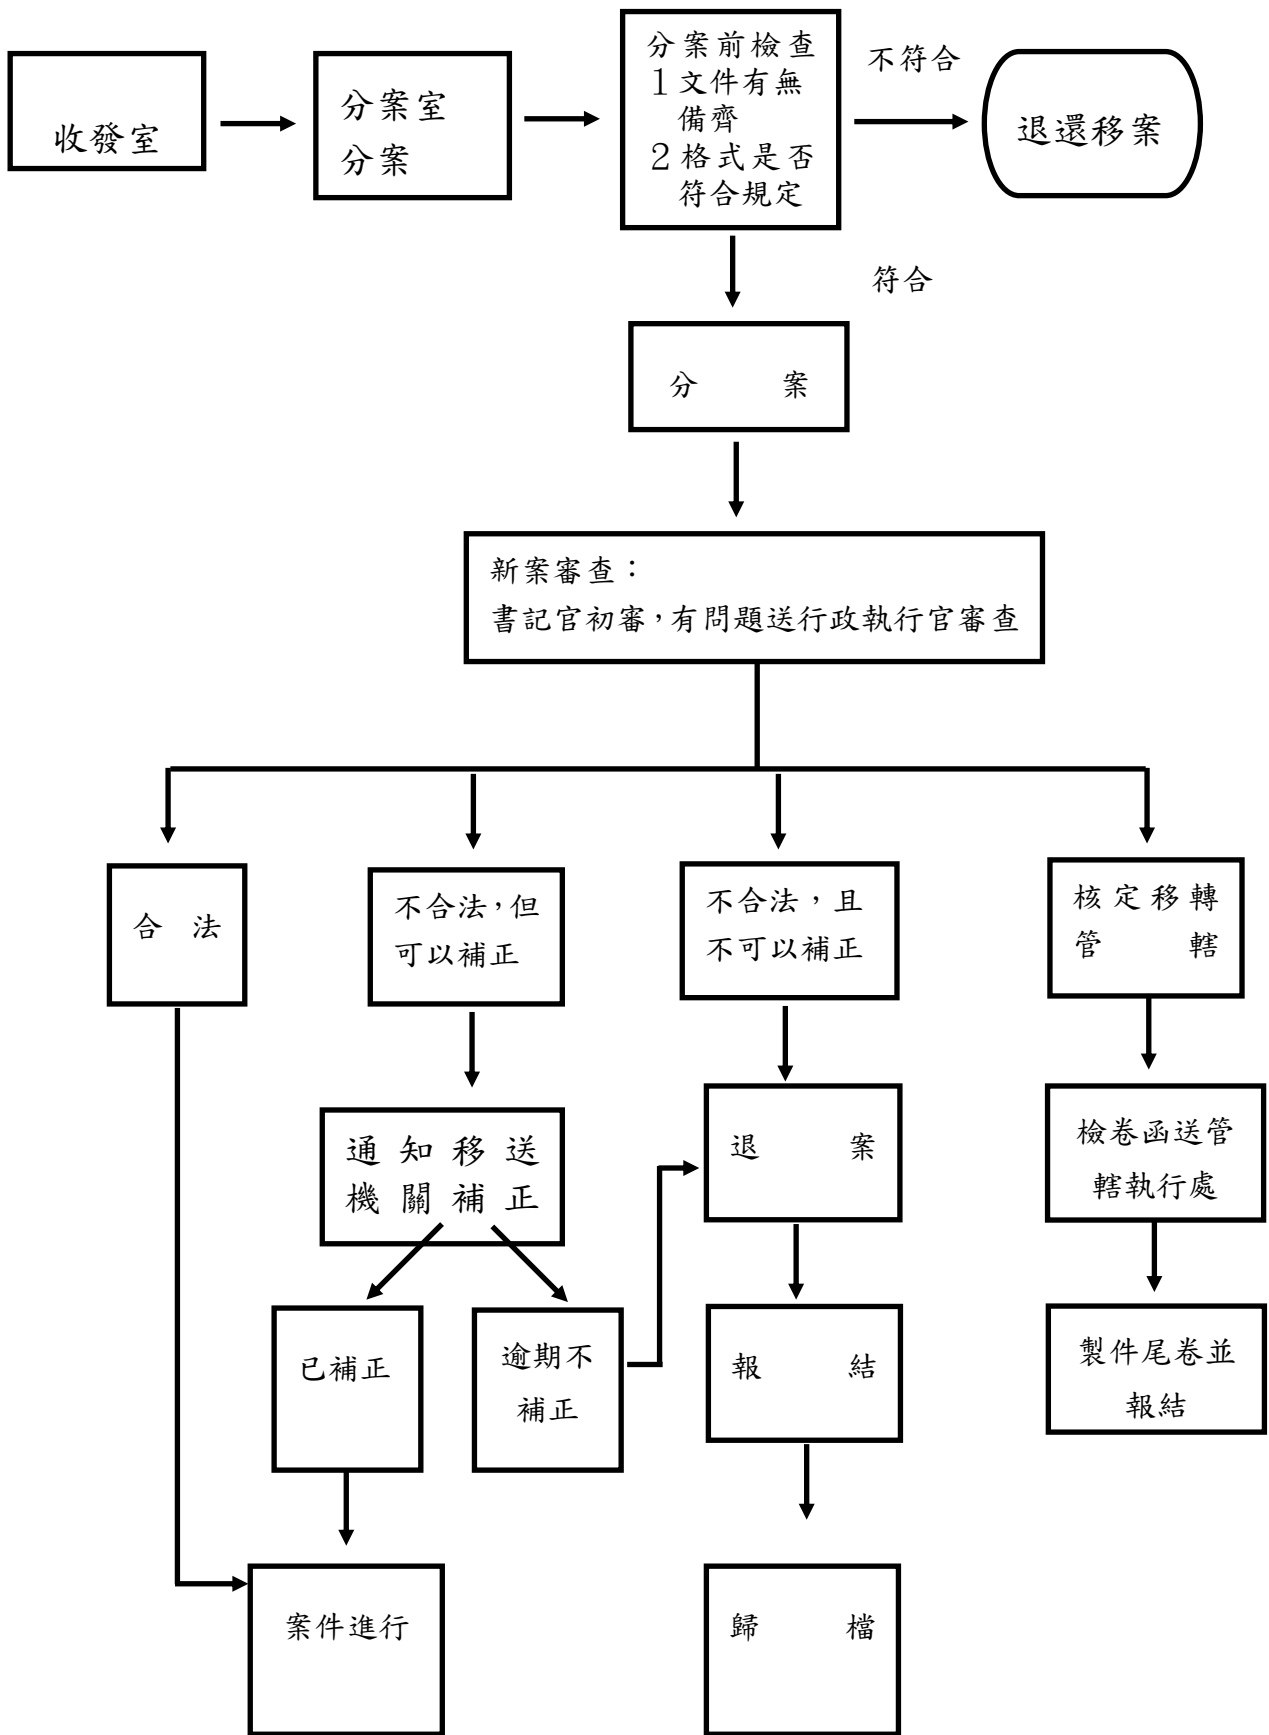 收發室
分案室
分案
分案前檢查
1文件有無
備齊
2格式是否
符合規定
不符合
退還移案
符合
分 案
新案審查：
書記官初審，有問題送行政執行官審查
合 法
不合法，但
可以補正
不合法，且
不可以補正
核定移轉
管 轄
通知移送
機關補正
退 案
檢卷函送管
轄執行處
已補正
逾期不
補正
報 結
製件尾卷並
報結
案件進行
歸 檔